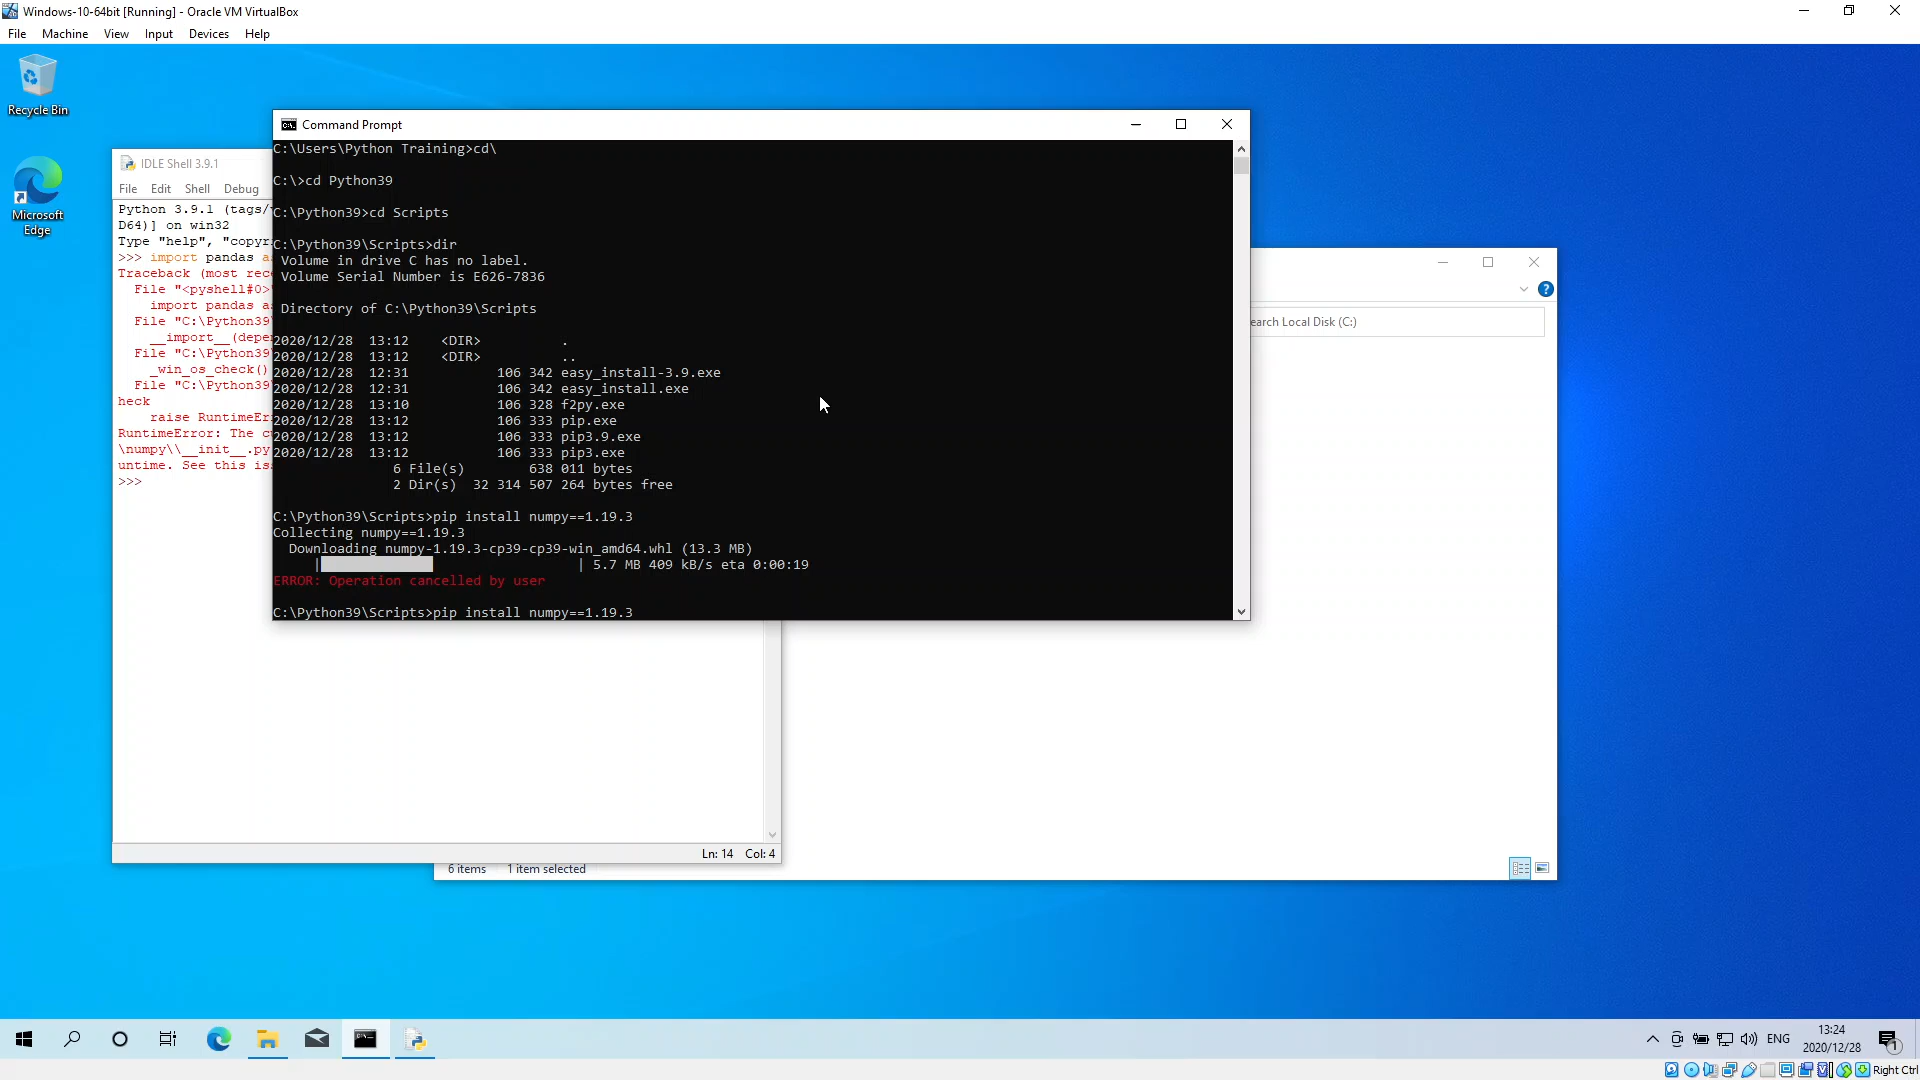 Windows-10-64bit [Running] - Oracle VM VirtualBox
File Machine View Input Devices Help
Recycle Bin
Microsoft
Edge
IDLE Shell 3.9.1
File Edit Shell Debug
Python 3.9.1 (tags/
D64)] on win32
Type "help", "copyr
>>> import pandas as
Traceback (most rec
File "<pyshell#0>"
import pandas as
File "C:\Python39
__import__(depe
File "C:\Python39
_win_os_check()
File "C:\Python39
heck
raise RuntimeEr
RuntimeError: The c
\numpy\\__init__.py
untime. See this is
>>>
Ln: 14 Col: 4
Command Prompt
C:\Users\Python Training>cd\
C:\>cd Python39
C:\Python39>cd Scripts
C:\Python39\Scripts>dir
Volume in drive C has no label.
Volume Serial Number is E626-7836
Directory of C:\Python39\Scripts
2020/12/28 13:12 <DIR> .
2020/12/28 13:12 <DIR> ..
2020/12/28 12:31 106 342 easy_install-3.9.exe
2020/12/28 12:31 106 342 easy_install.exe
2020/12/28 13:10 106 328 f2py.exe
2020/12/28 13:12 106 333 pip.exe
2020/12/28 13:12 106 333 pip3.9.exe
2020/12/28 13:12 106 333 pip3.exe
6 File(s) 638 011 bytes
2 Dir(s) 32 314 507 264 bytes free
C:\Python39\Scripts>pip install numpy==1.19.3
Collecting numpy==1.19.3
Downloading numpy-1.19.3-cp39-cp39-win_amd64.whl (13.3 MB)
| | 5.7 MB 409 kB/s eta 0:00:19
ERROR: Operation cancelled by user
C:\Python39\Scripts>pip install numpy==1.19.3
earch Local Disk (C:)
6 items 1 item selected
ENG
13:24
2020/12/28
1
Right Ctrl